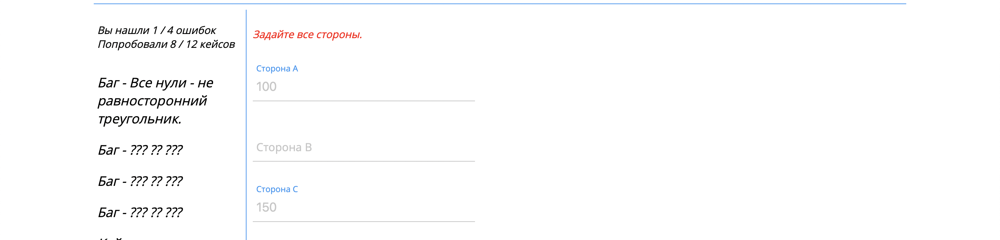 Вы нашли 1 / 4 ошибок
Попробовали 8 / 12 кейсов
Баг - Все нули - не
равносторонний
треугольник.
Баг - ??? ?? ???
Баг - ??? ?? ???
Баг - ??? ?? ???
Задайте все стороны.
Сторона A
100
Сторона B
Сторона C
150